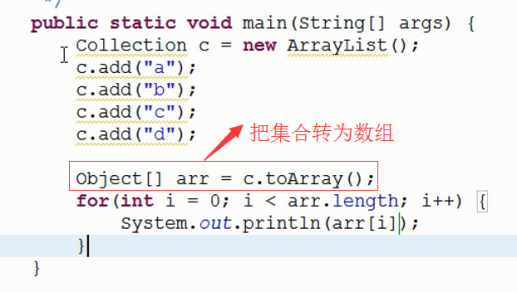 */
public static void main(String[] args) {
Collection c = new ArrayList();
c.add("a");
c.add("b");
c.add("c");
c.add("d");
把集合转为数组
Object[] arr = c.toArray();
for(int i = 0; i < arr.length; i++) {
System.out.println(arr[i]);
}
}